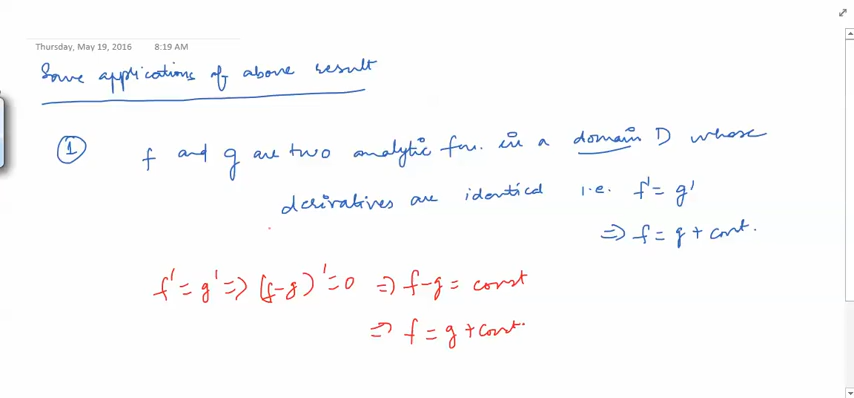 Thursday, May 19, 2016 8:19 AM
Some applications of above result
① f and g are two analytic fns. in a domain D whose
derivatives are identical i.e. f' = g'
⇒ f = g + cont.
f' = g' ⇒ (f-g)' = 0 ⇒ f-g = const
⇒ f = g + const.